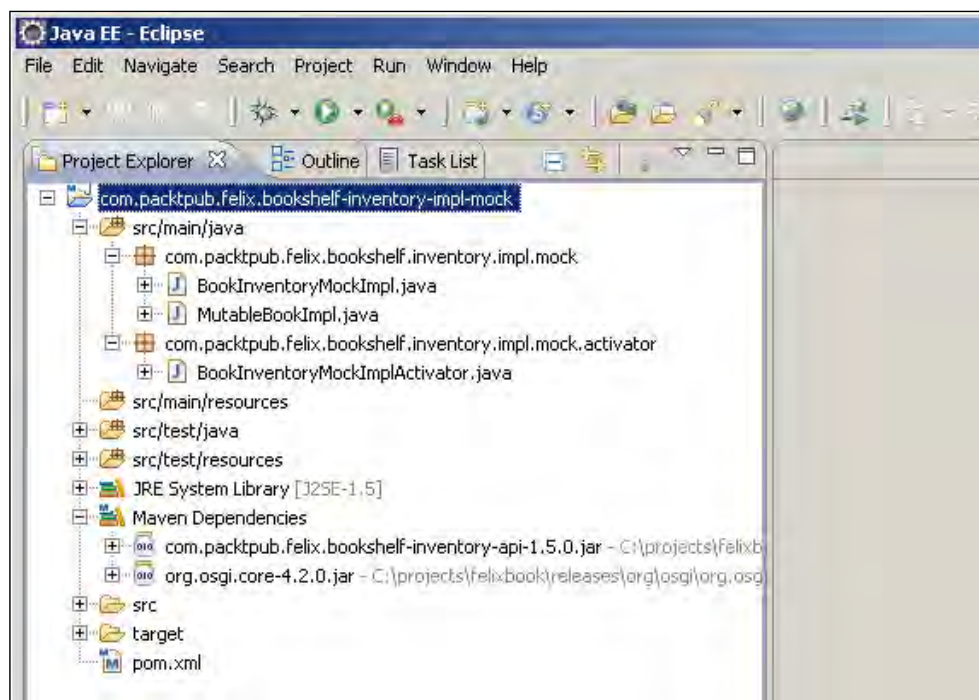 Java EE - Eclipse
File Edit Navigate Search Project Run Window Help
Project Explorer Outline Task List
com.packtpub.felix.bookshelf-inventory-impl-mock
src/main/java
com.packtpub.felix.bookshelf.inventory.impl.mock
BookInventoryMockImpl.java
MutableBookImpl.java
com.packtpub.felix.bookshelf.inventory.impl.mock.activator
BookInventoryMockImplActivator.java
src/main/resources
src/test/java
src/test/resources
JRE System Library [J2SE-1.5]
Maven Dependencies
com.packtpub.felix.bookshelf-inventory-api-1.5.0.jar - C:\projects\felixb
org.osgi.core-4.2.0.jar - C:\projects\felixbook\releases\org\osgi\org.osg
src
target
pom.xml